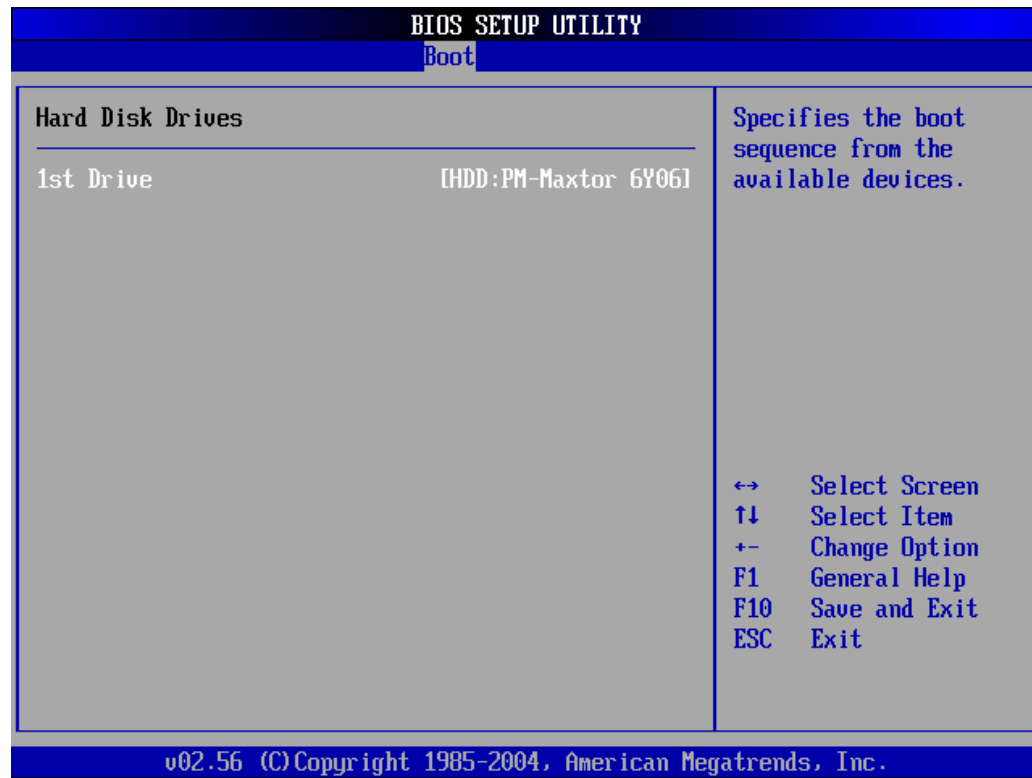 BIOS SETUP UTILITY
Boot
Hard Disk Drives
1st Drive [HDD:PM-Maxtor 6Y06]
Specifies the boot
sequence from the
available devices.
←→ Select Screen
↑↓ Select Item
+- Change Option
F1 General Help
F10 Save and Exit
ESC Exit
v02.56 (C)Copyright 1985-2004, American Megatrends, Inc.